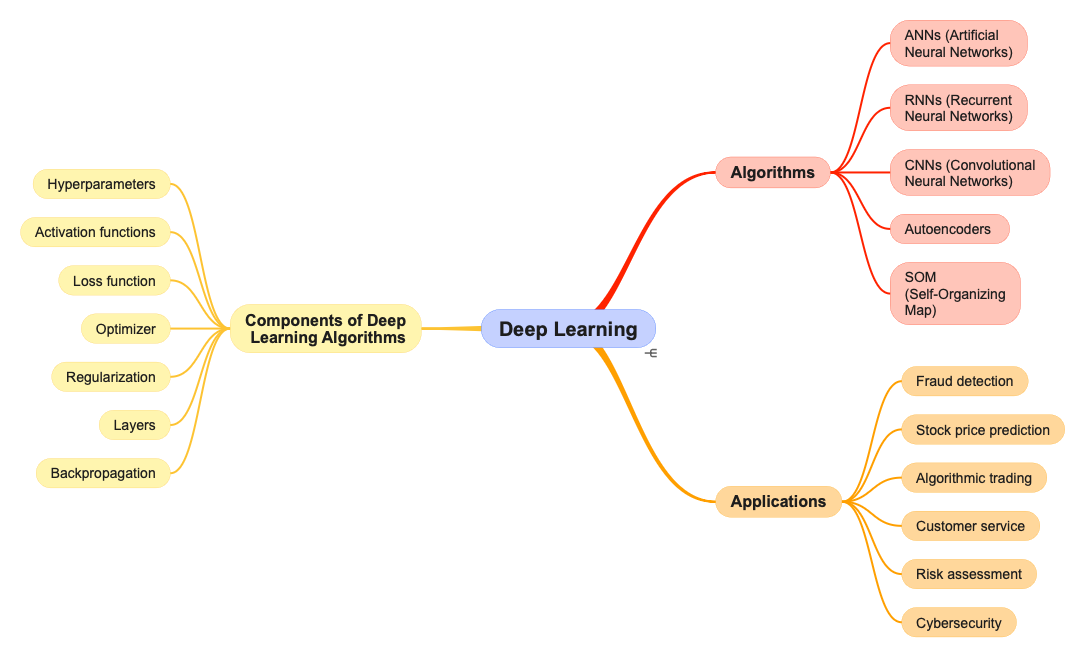 Deep Learning
Algorithms
ANNs (Artificial
Neural Networks)
RNNs (Recurrent
Neural Networks)
CNNs (Convolutional
Neural Networks)
Autoencoders
SOM
(Self-Organizing
Map)
Applications
Fraud detection
Stock price prediction
Algorithmic trading
Customer service
Risk assessment
Cybersecurity
Components of Deep
Learning Algorithms
Hyperparameters
Activation functions
Loss function
Optimizer
Regularization
Layers
Backpropagation